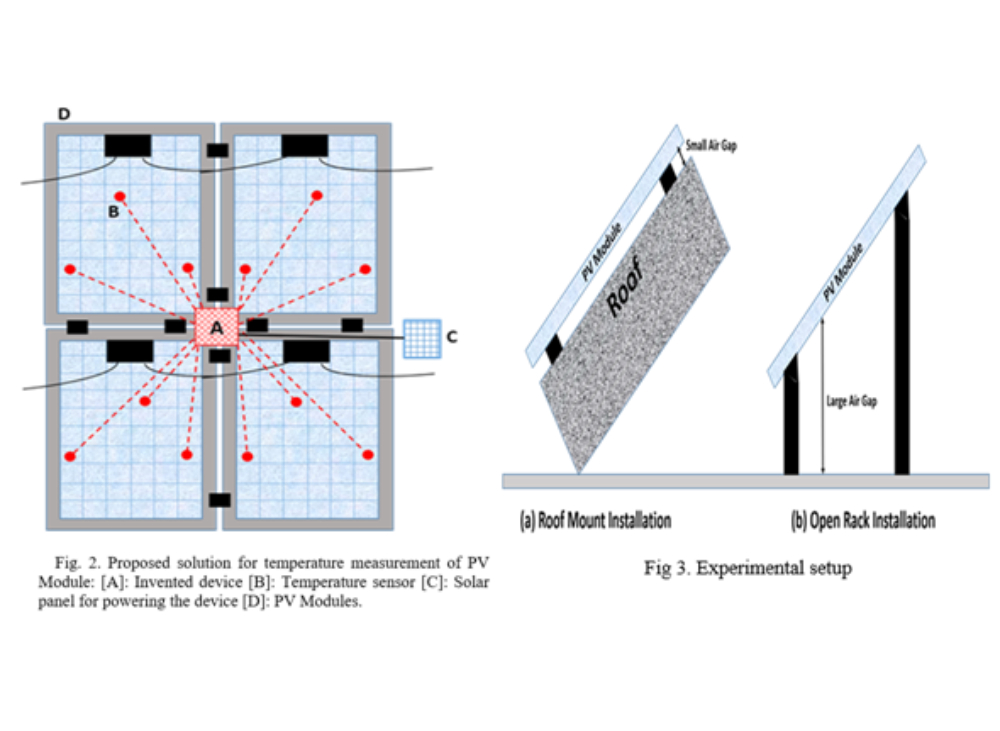 D
B
A
C
Fig. 2. Proposed solution for temperature measurement of PV
Module: [A]: Invented device [B]: Temperature sensor [C]: Solar
panel for powering the device [D]: PV Modules.
Small Air Gap
PV Module
Roof
PV Module
Large Air Gap
(a) Roof Mount Installation
(b) Open Rack Installation
Fig 3. Experimental setup